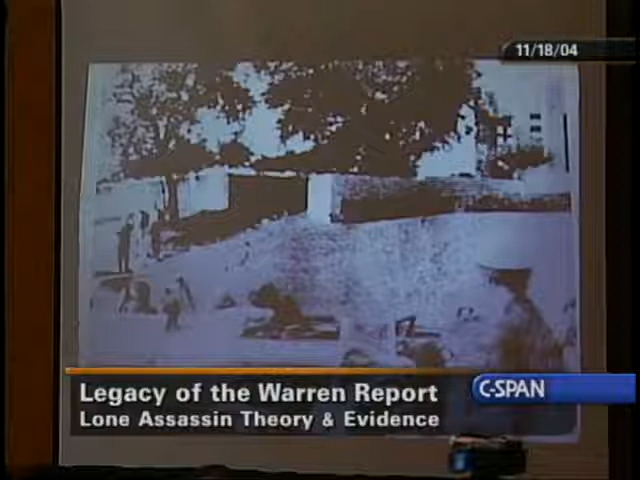 11/18/04
Legacy of the Warren Report
C-SPAN
Lone Assassin Theory & Evidence